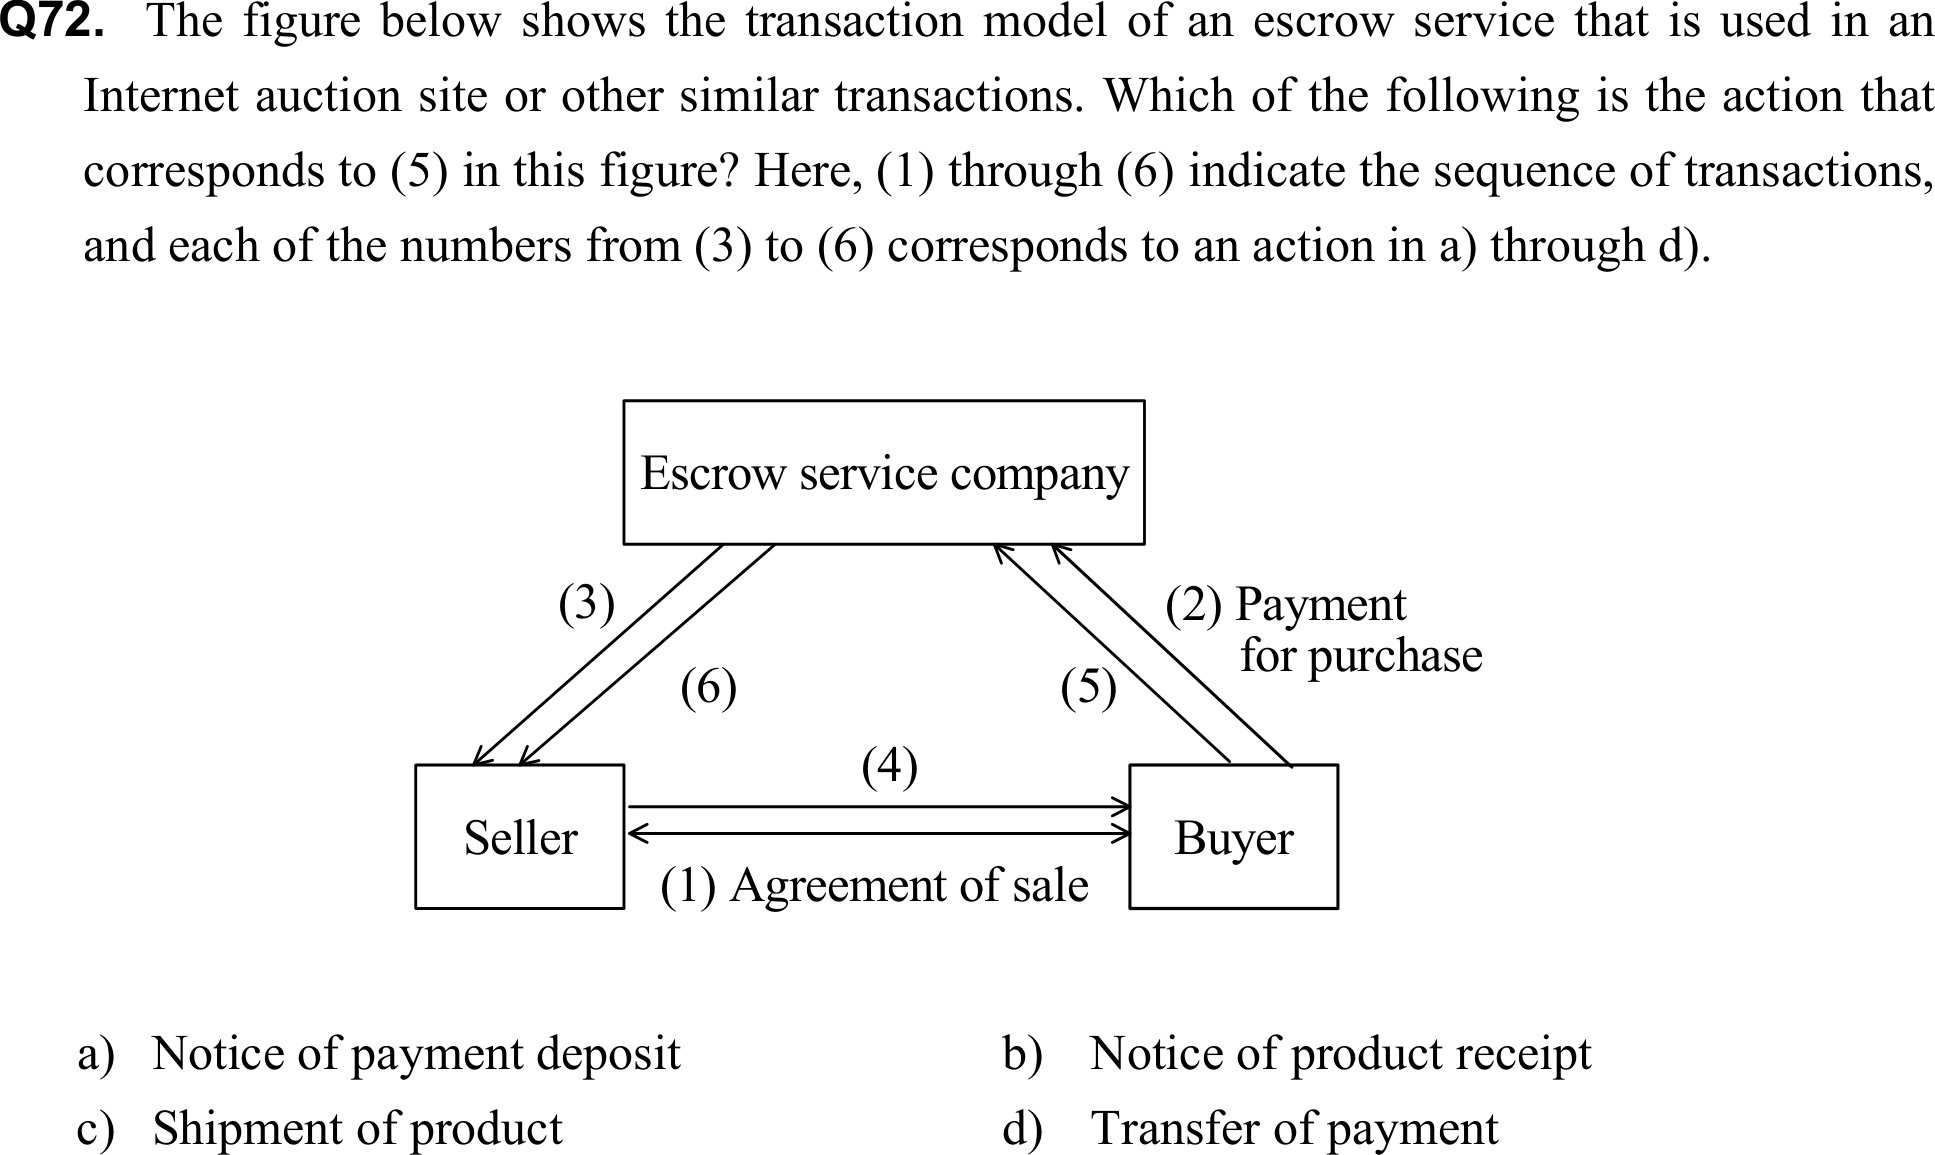 Q72. The figure below shows the transaction model of an escrow service that is used in an
Internet auction site or other similar transactions. Which of the following is the action that
corresponds to (5) in this figure? Here, (1) through (6) indicate the sequence of transactions,
and each of the numbers from (3) to (6) corresponds to an action in a) through d).
Escrow service company
(3)
(2) Payment
for purchase
(6)
(5)
(4)
Seller
Buyer
(1) Agreement of sale
a) Notice of payment deposit
b) Notice of product receipt
c) Shipment of product
d) Transfer of payment